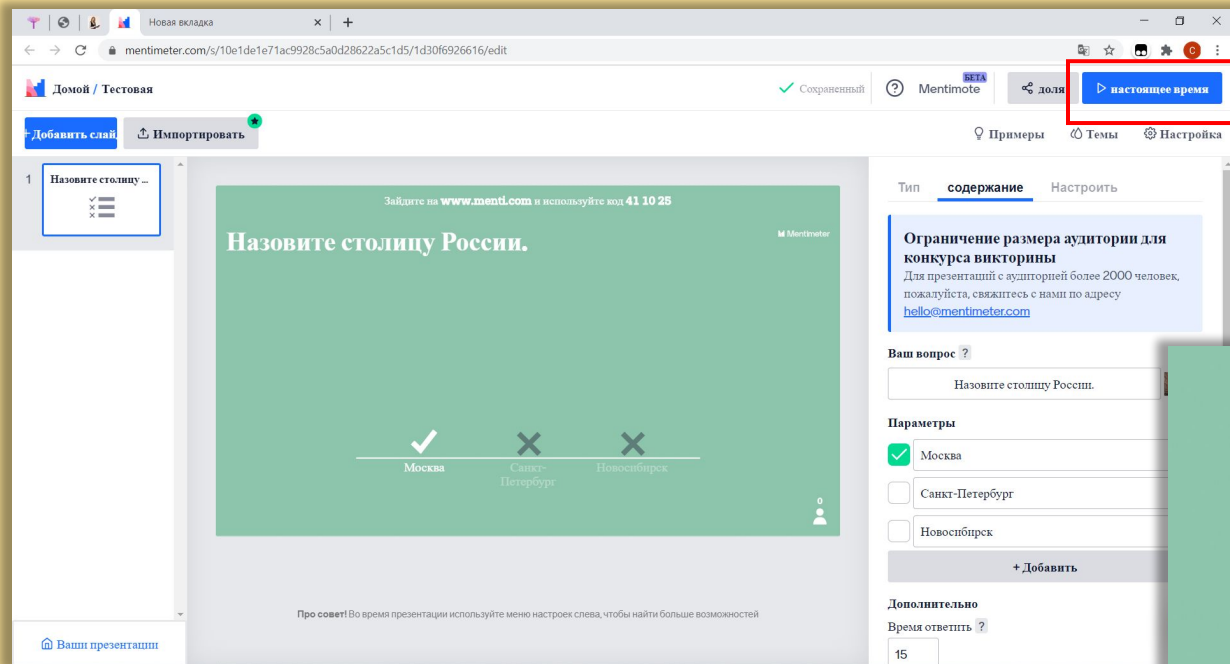 Новая вкладка
mentimeter.com/s/10e1de1e71ac9928c5a0d28622a5c1d5/1d30f6926616/edit
Домой / Тестовая
Сохраненный
Mentimote
БЕТА
доля
настоящее время
+ Добавить слай
Импортировать
Примеры
Темы
Настройка
1
Назовите столицу ...
Зайдите на www.menti.com и используйте код 41 10 25
Назовите столицу России.
Mentimeter
Москва
Санкт-
Петербург
Новосибирск
0
Про совет! Во время презентации используйте меню настроек слева, чтобы найти больше возможностей
Ваши презентации
Тип содержание Настроить
Ограничение размера аудитории для
конкурса викторины
Для презентаций с аудиторией более 2000 человек,
пожалуйста, свяжитесь с нами по адресу
hello@mentimeter.com
Ваш вопрос ?
Назовите столицу России.
Параметры
Москва
Санкт-Петербург
Новосибирск
+ Добавить
Дополнительно
Время ответить ?
15